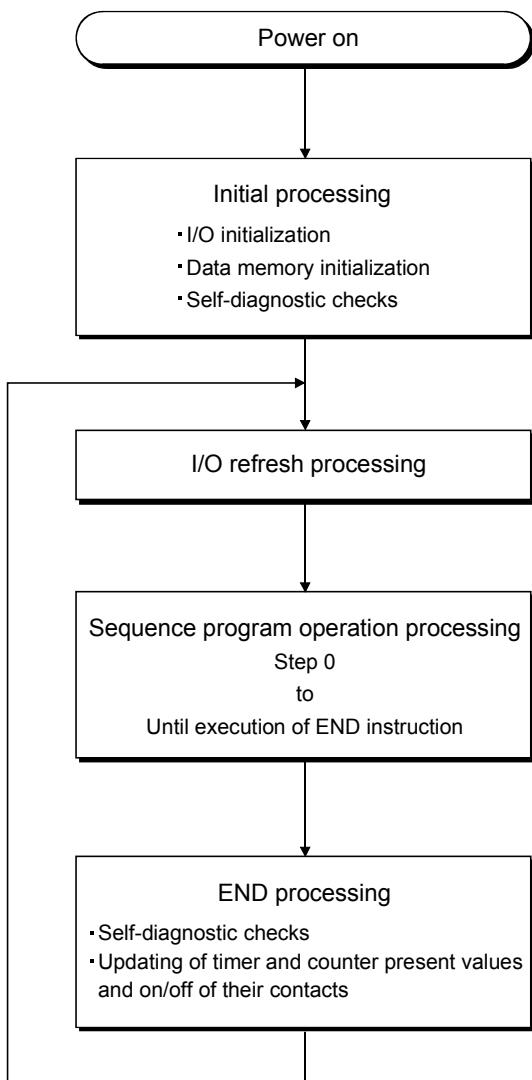 Power on
Initial processing
・I/O initialization
・Data memory initialization
・Self-diagnostic checks
I/O refresh processing
Sequence program operation processing
Step 0
to
Until execution of END instruction
END processing
・Self-diagnostic checks
・Updating of timer and counter present values
and on/off of their contacts